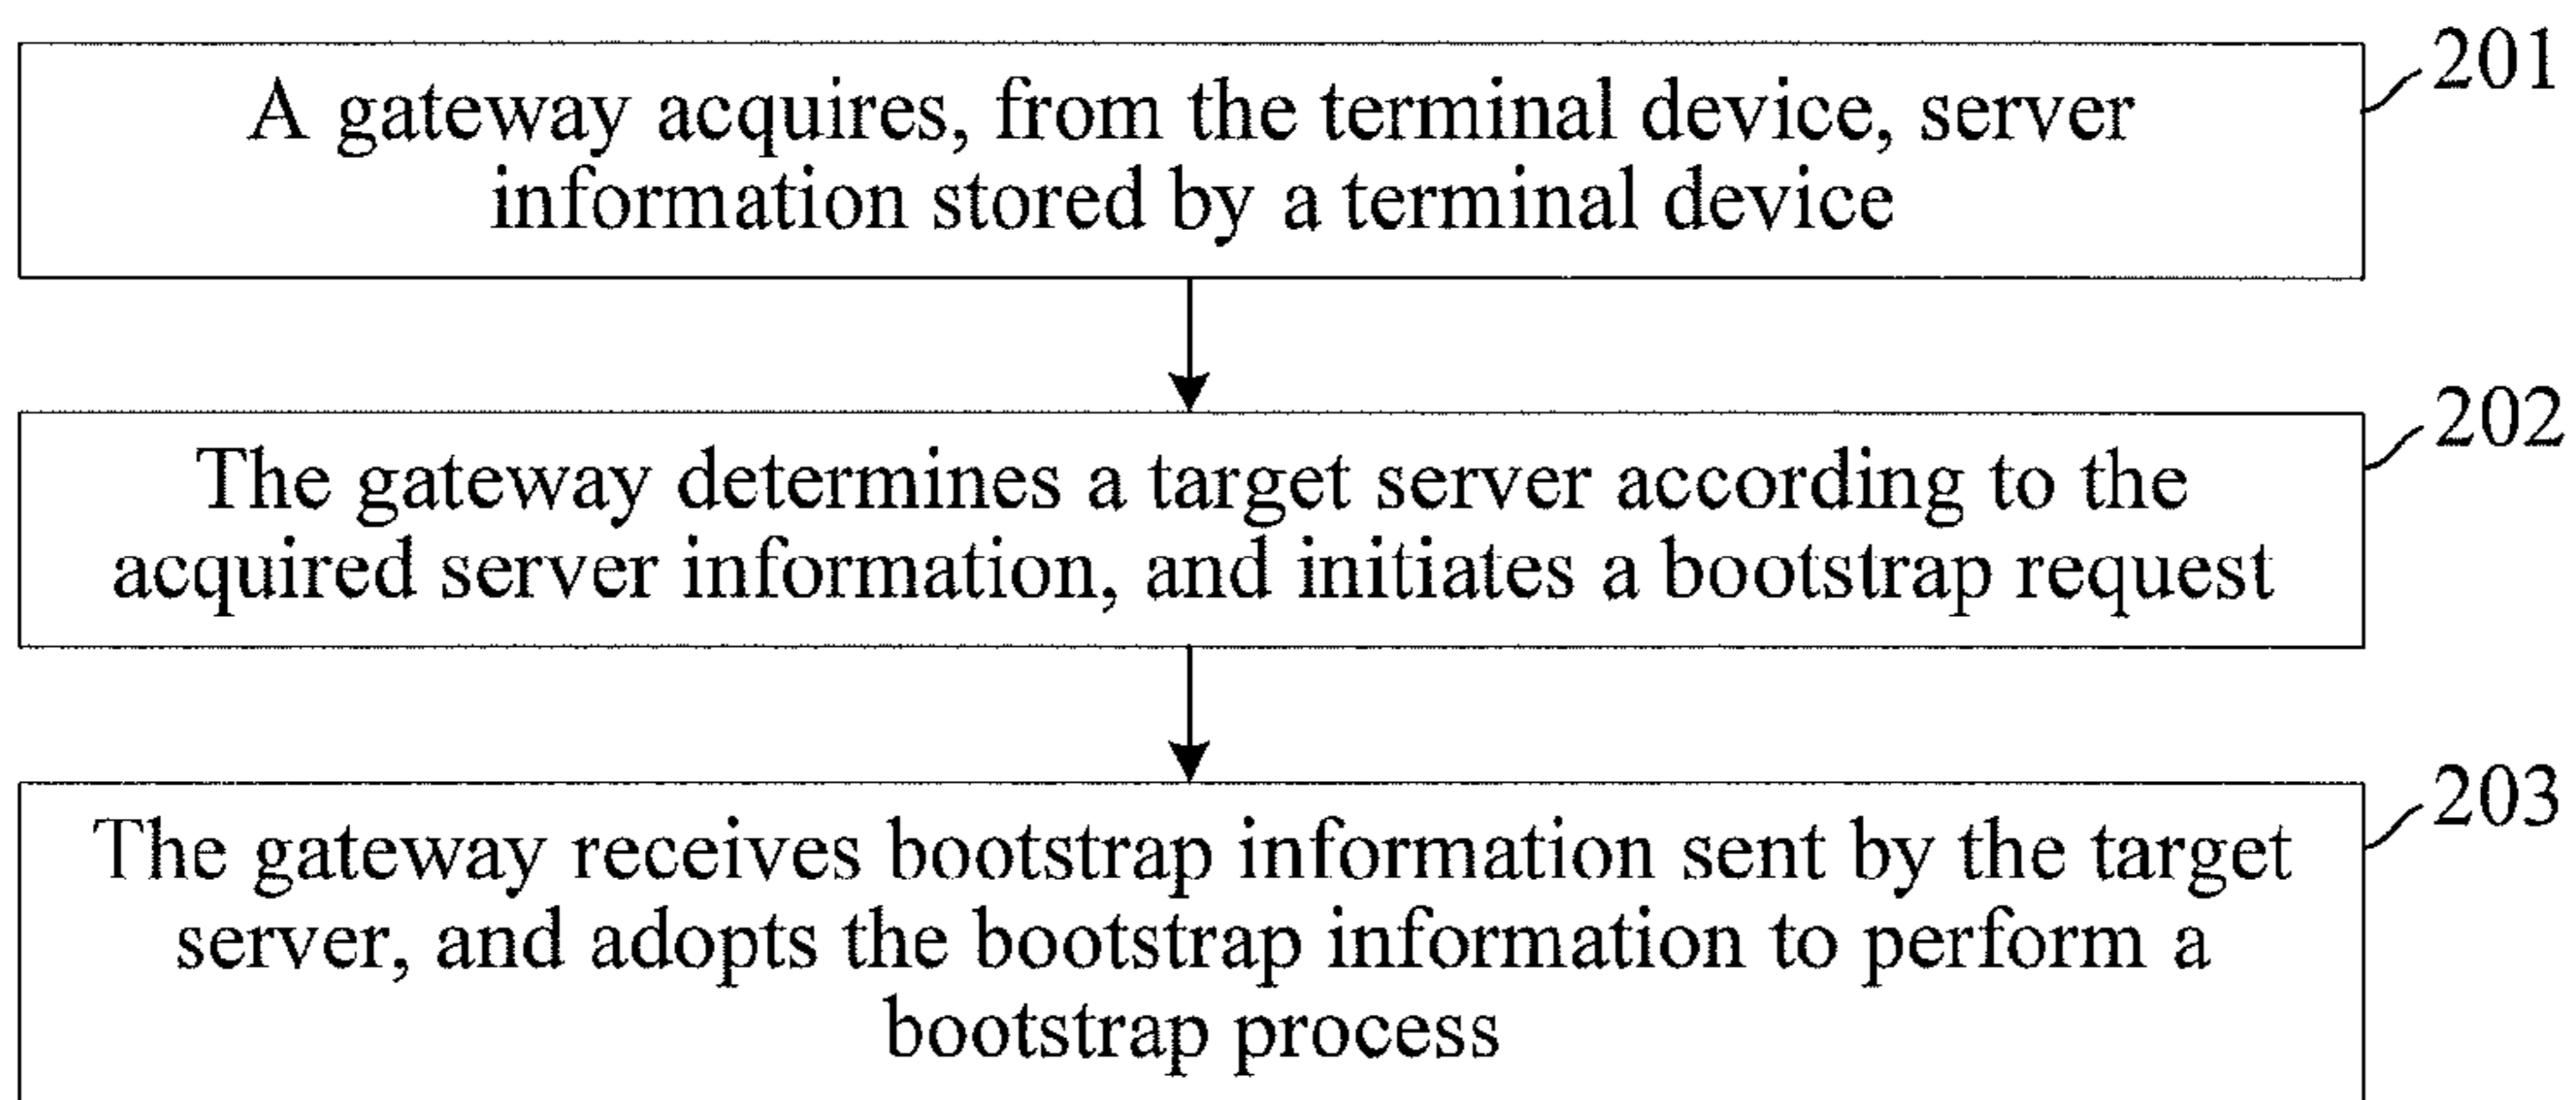 A gateway acquires, from the terminal device, server
information stored by a terminal device
201
The gateway determines a target server according to the
acquired server information, and initiates a bootstrap request
202
The gateway receives bootstrap information sent by the target
server, and adopts the bootstrap information to perform a
bootstrap process
203